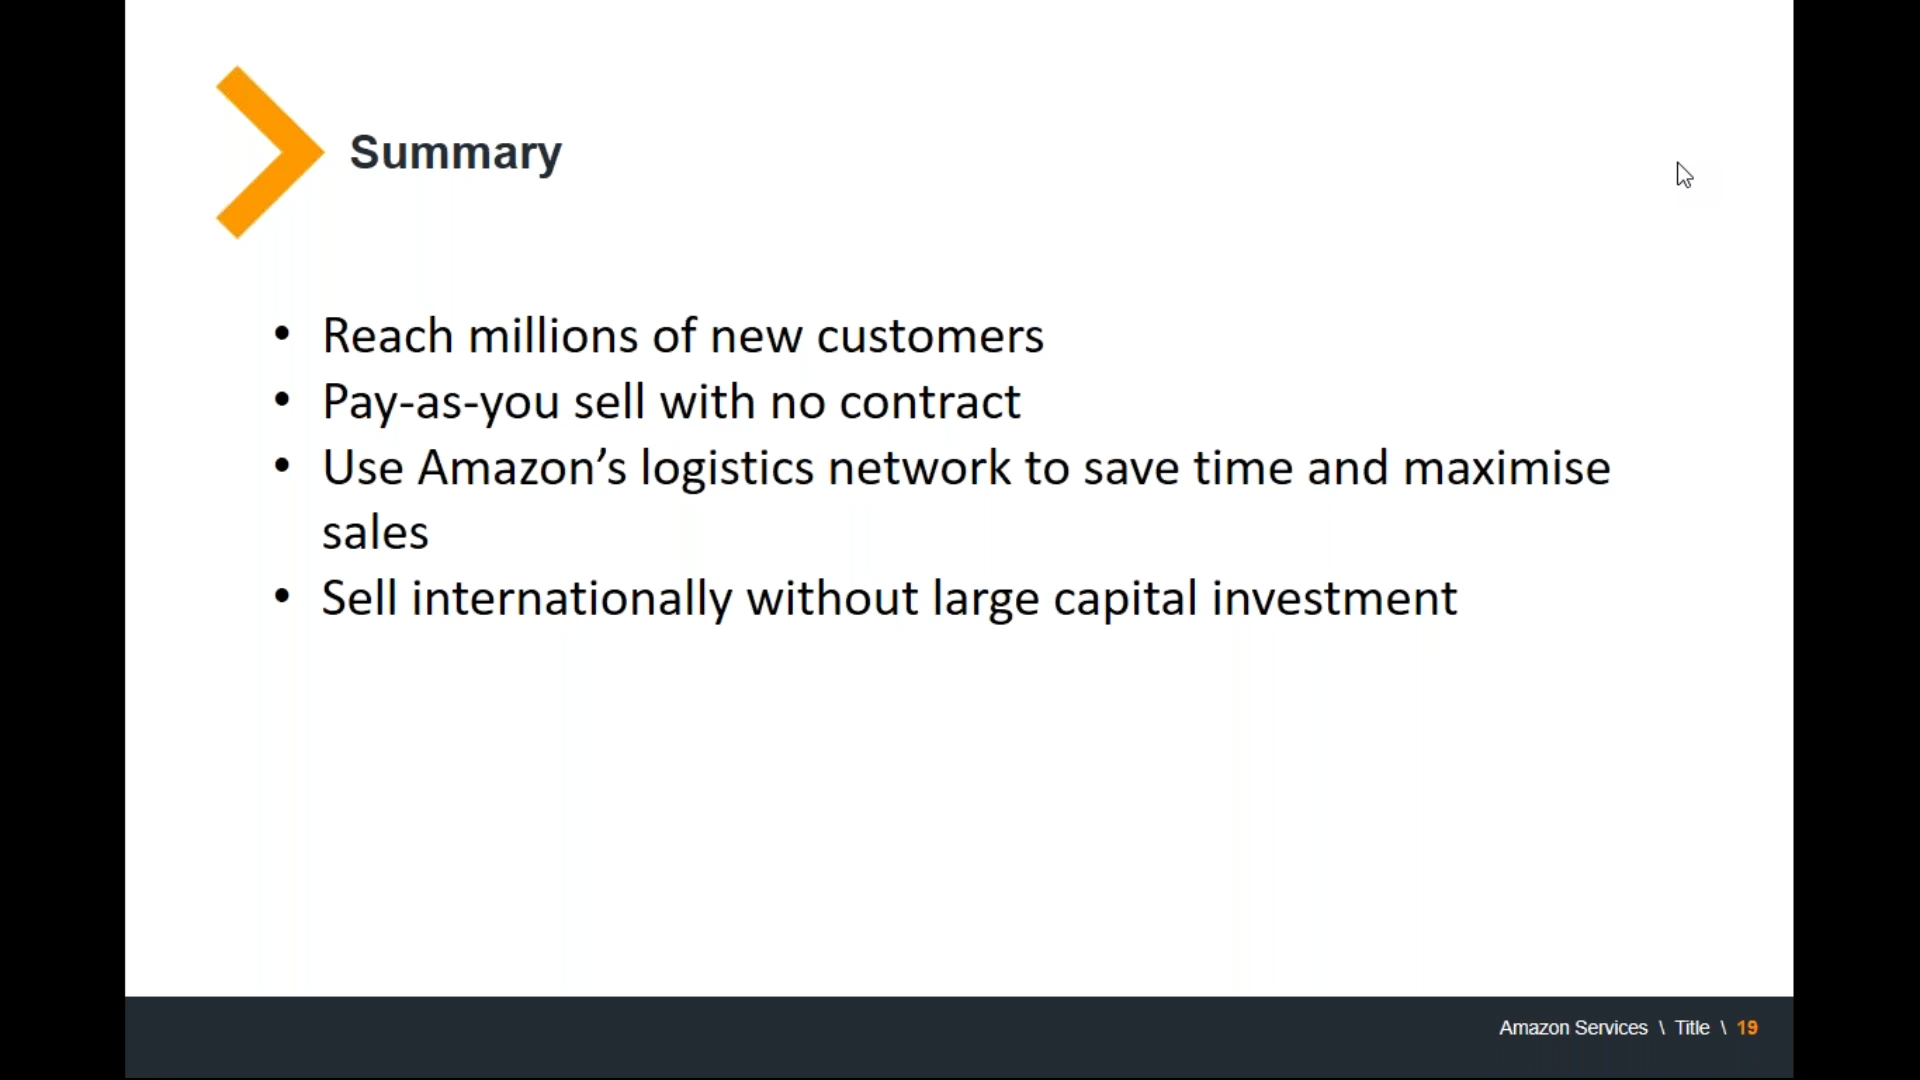 Summary
• Reach millions of new customers
• Pay-as-you sell with no contract
• Use Amazon’s logistics network to save time and maximise
sales
• Sell internationally without large capital investment
Amazon Services \ Title \ 19